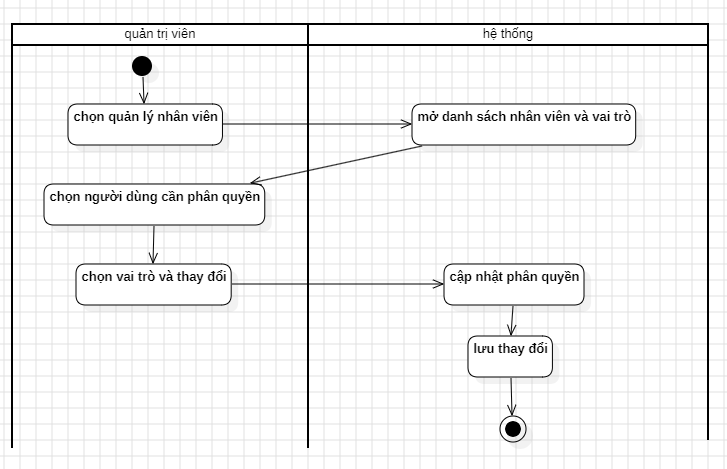 quản trị viên
hệ thống
chọn quản lý nhân viên
mở danh sách nhân viên và vai trò
chọn người dùng cần phân quyền
chọn vai trò và thay đổi
cập nhật phân quyền
lưu thay đổi